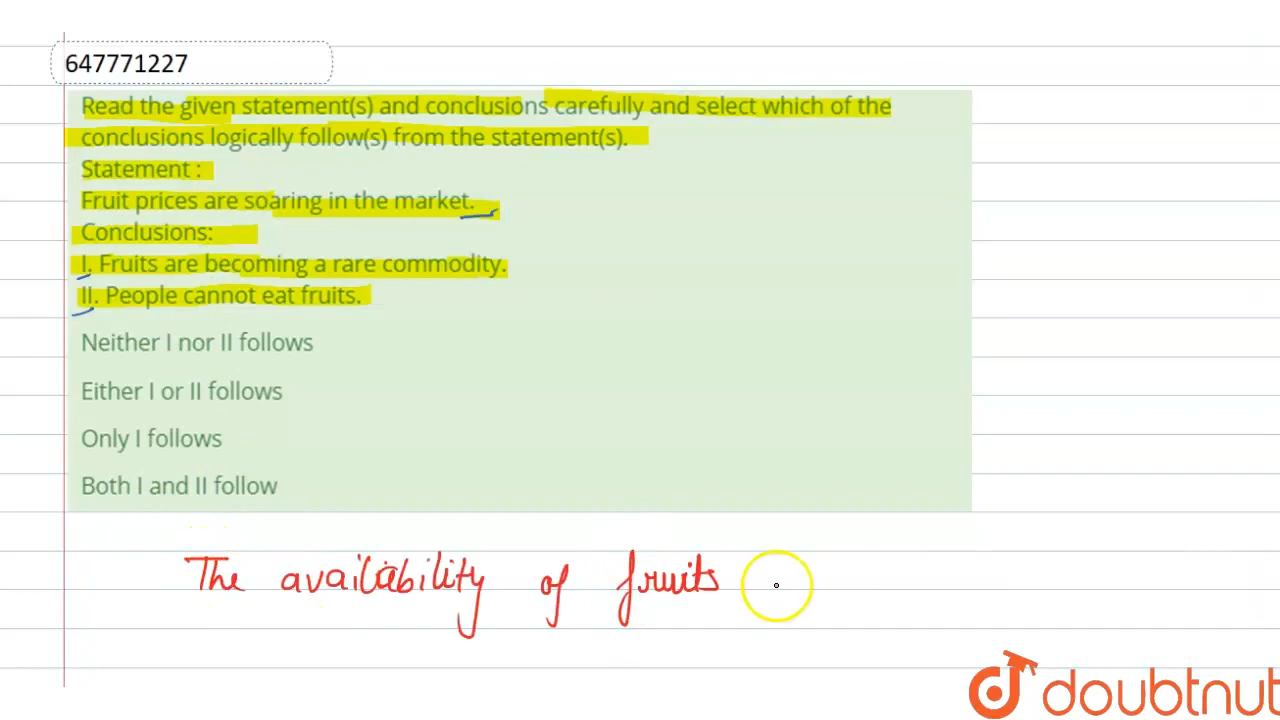 647771227
Read the given statement(s) and conclusions carefully and select which of the
conclusions logically follow(s) from the statement(s).
Statement :
Fruit prices are soaring in the market.
Conclusions:
I. Fruits are becoming a rare commodity.
II. People cannot eat fruits.
Neither I nor II follows
Either I or II follows
Only I follows
Both I and II follow
The availability of fruits
doubtnut